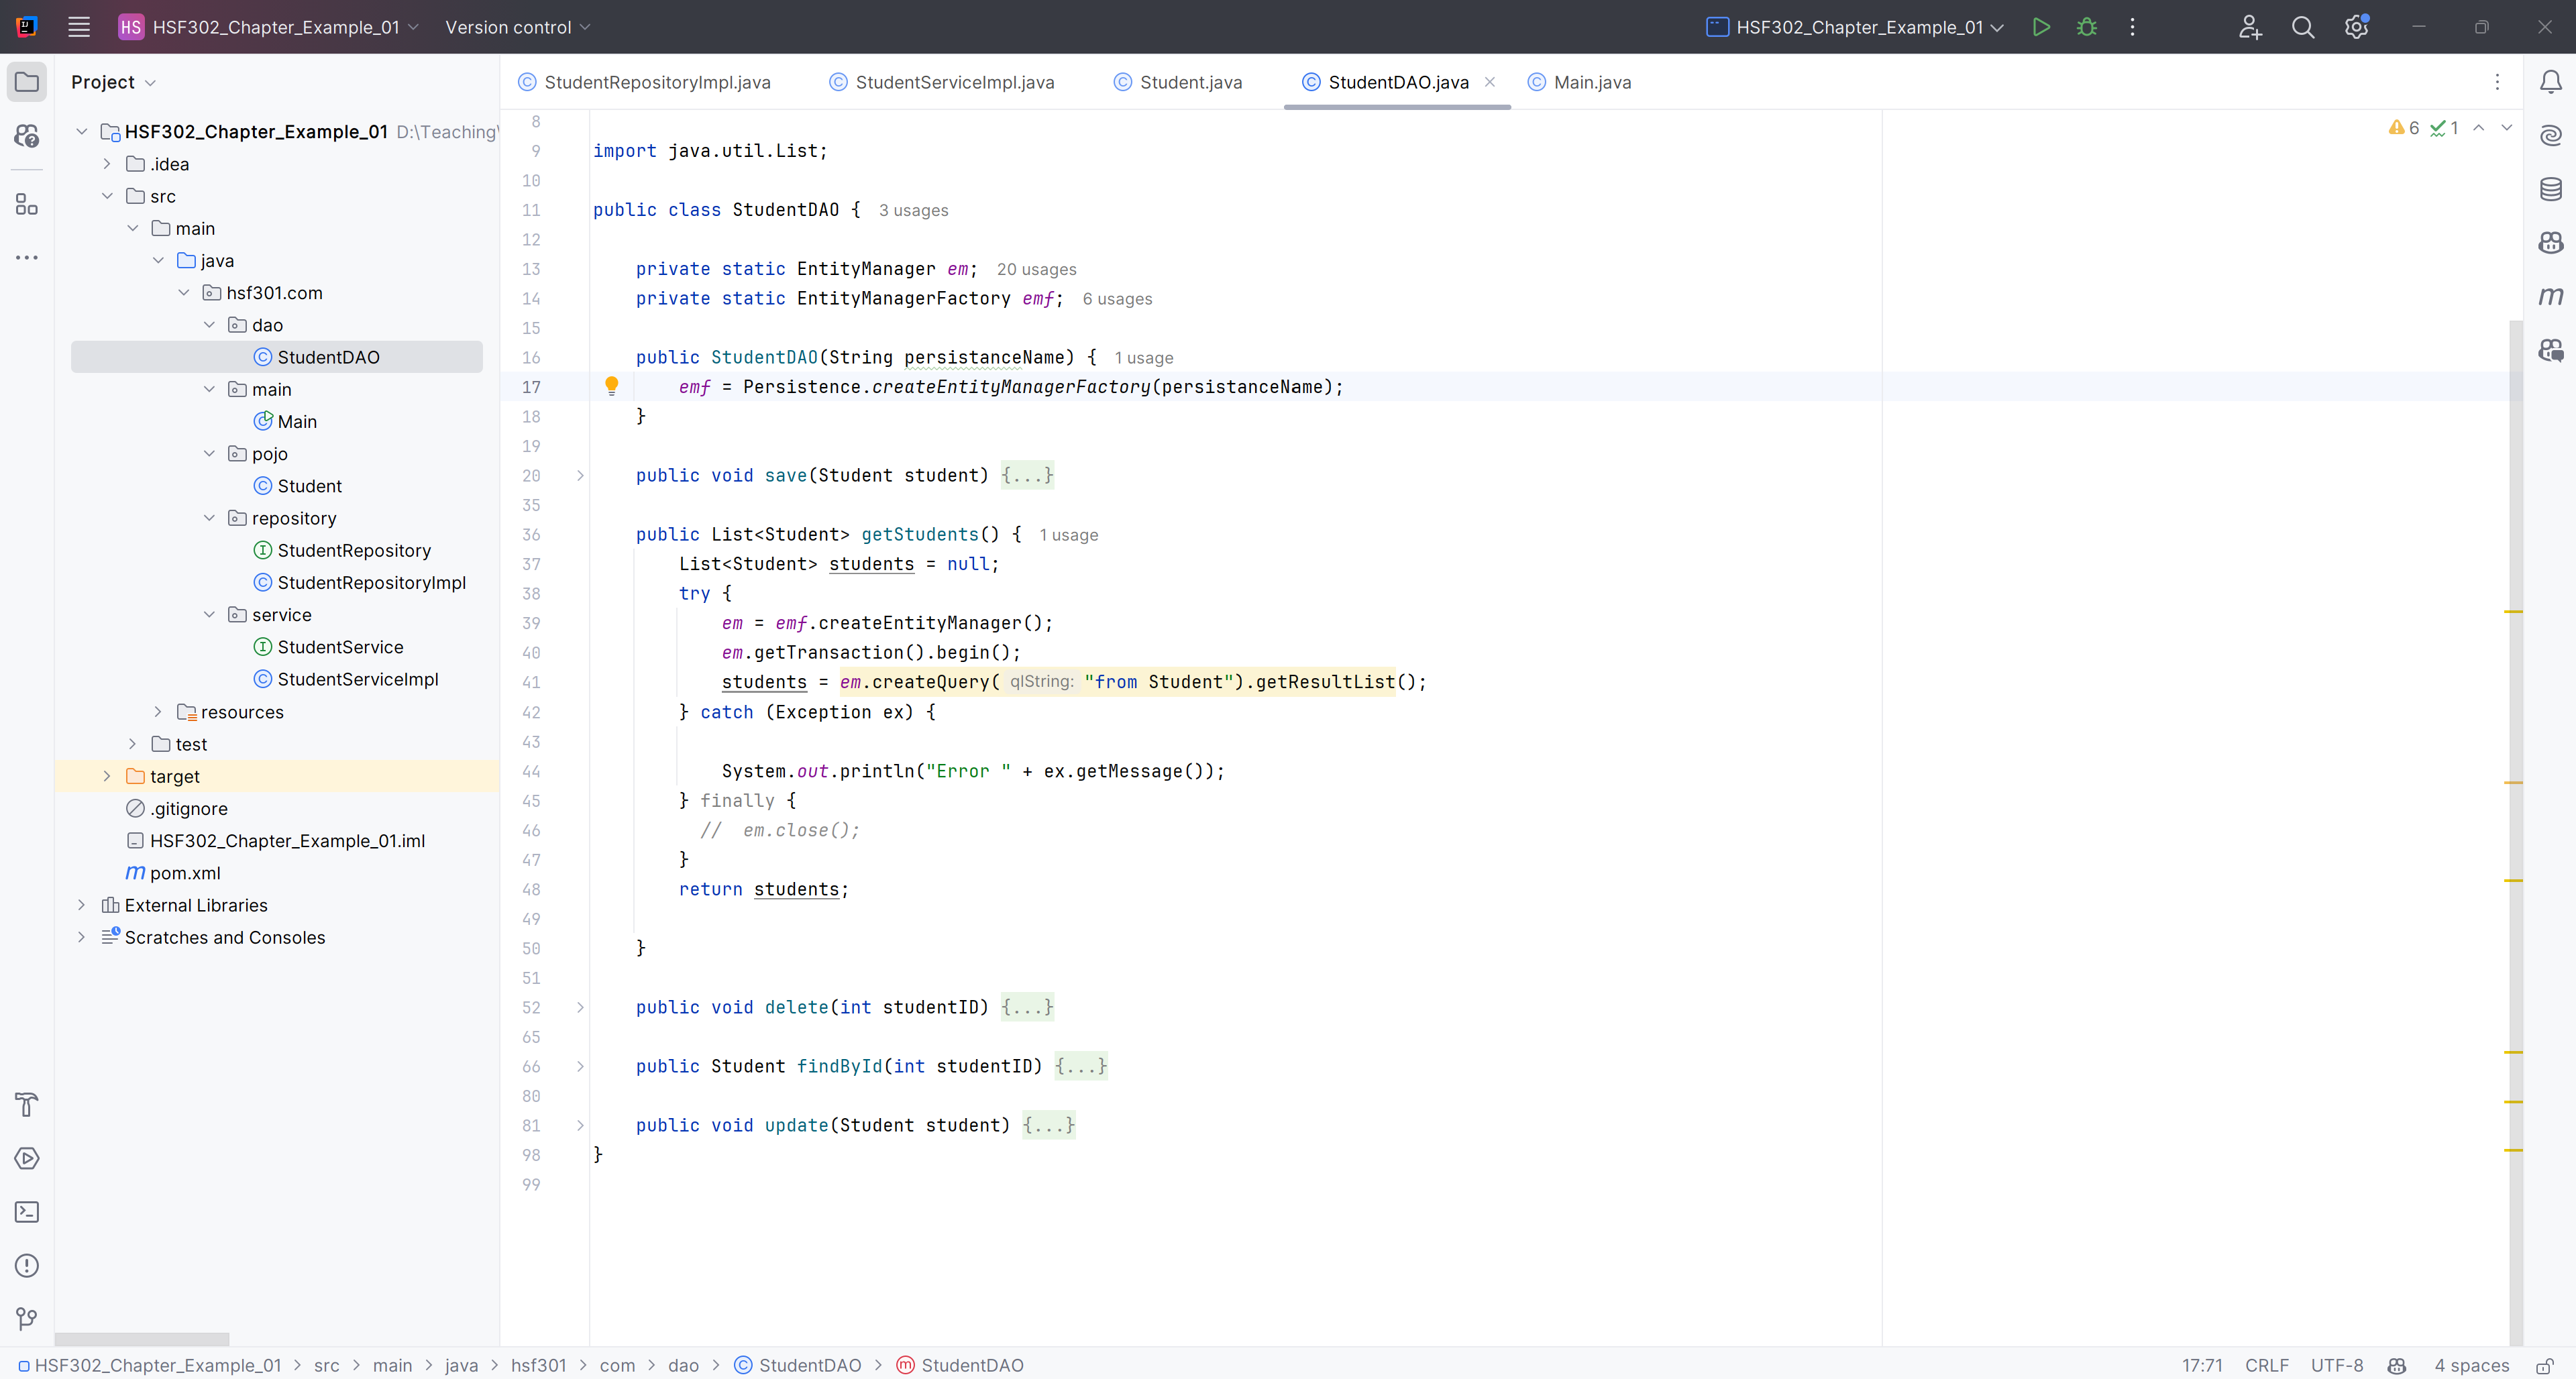 HS HSF302_Chapter_Example_01 Version control HSF302_Chapter_Example_01
Project
HSF302_Chapter_Example_01 D:\Teaching\
.idea
src
main
java
hsf301.com
dao
StudentDAO
main
Main
pojo
Student
repository
StudentRepository
StudentRepositoryImpl
service
StudentService
StudentServiceImpl
resources
test
target
.gitignore
HSF302_Chapter_Example_01.iml
pom.xml
External Libraries
Scratches and Consoles
StudentRepositoryImpl.java StudentServiceImpl.java Student.java StudentDAO.java Main.java
6 1
8
9 import java.util.List;
10
11 public class StudentDAO { 3 usages
12
13 private static EntityManager em; 20 usages
14 private static EntityManagerFactory emf; 6 usages
15
16 public StudentDAO(String persistanceName) { 1 usage
17 emf = Persistence.createEntityManagerFactory(persistanceName);
18 }
19
20 public void save(Student student) {...}
35
36 public List<Student> getStudents() { 1 usage
37 List<Student> students = null;
38 try {
39 em = emf.createEntityManager();
40 em.getTransaction().begin();
41 students = em.createQuery( qlString: "from Student").getResultList();
42 } catch (Exception ex) {
43
44 System.out.println("Error " + ex.getMessage());
45 } finally {
46 // em.close();
47 }
48 return students;
49
50 }
51
52 public void delete(int studentID) {...}
65
66 public Student findById(int studentID) {...}
80
81 public void update(Student student) {...}
98 }
99
HSF302_Chapter_Example_01 > src > main > java > hsf301 > com > dao > StudentDAO > StudentDAO 17:71 CRLF UTF-8 4 spaces